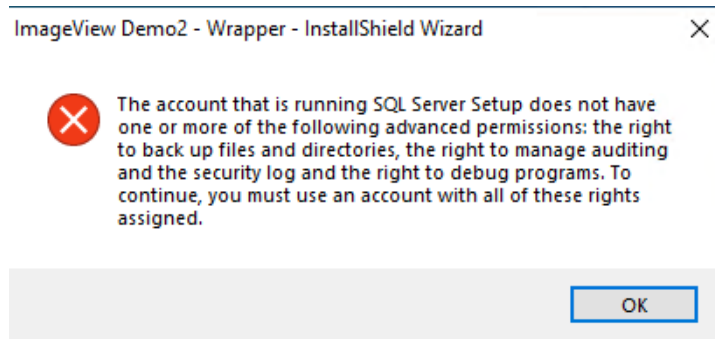 ImageView Demo2 - Wrapper - InstallShield Wizard
The account that is running SQL Server Setup does not have
one or more of the following advanced permissions: the right
to back up files and directories, the right to manage auditing
and the security log and the right to debug programs. To
continue, you must use an account with all of these rights
assigned.
OK